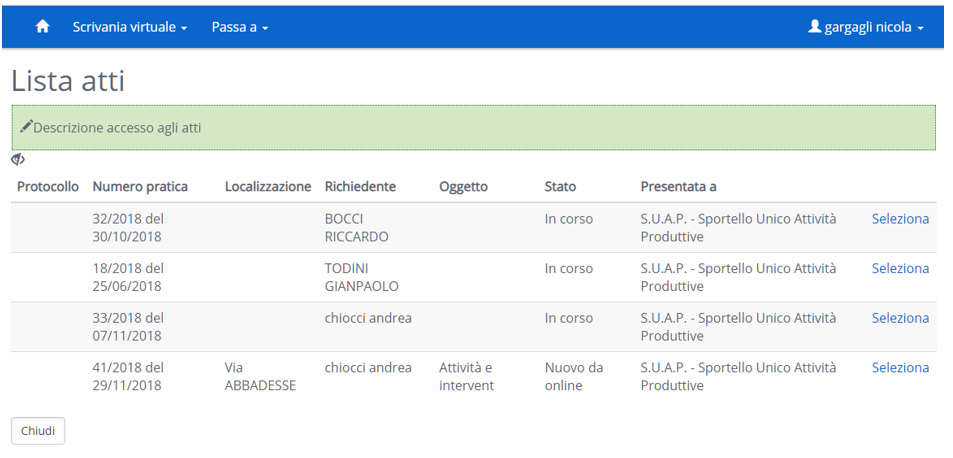 Scrivania virtuale Passa a gargagli nicola
Lista atti
Descrizione accesso agli atti
Protocollo Numero pratica Localizzazione Richiedente Oggetto Stato Presentata a
32/2018 del BOCCI In corso S.U.A.P. - Sportello Unico Attività Seleziona
30/10/2018 RICCARDO Produttive
18/2018 del TODINI In corso S.U.A.P. - Sportello Unico Attività Seleziona
25/06/2018 GIANPAOLO Produttive
33/2018 del chiocci andrea In corso S.U.A.P. - Sportello Unico Attività Seleziona
07/11/2018 Produttive
41/2018 del Via chiocci andrea Attività e Nuovo da S.U.A.P. - Sportello Unico Attività Seleziona
29/11/2018 ABBADESSE intervent online Produttive
Chiudi